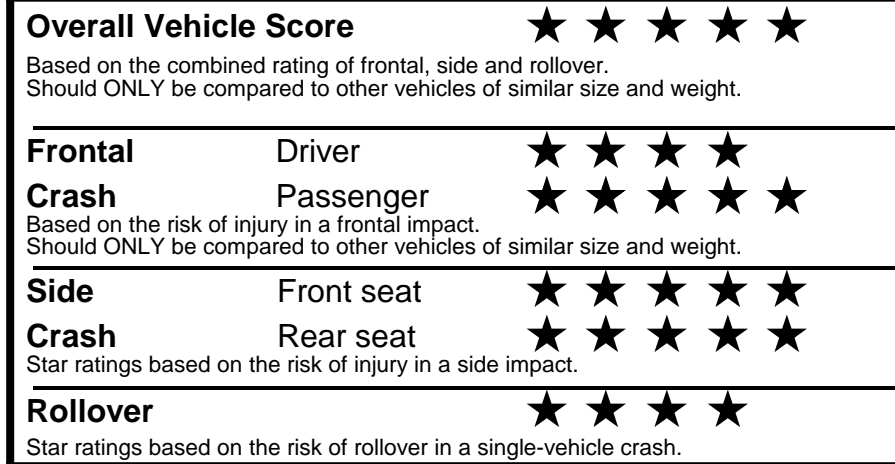 Overall Vehicle Score ★ ★ ★ ★ ★
Based on the combined rating of frontal, side and rollover.
Should ONLY be compared to other vehicles of similar size and weight.
Frontal Driver ★ ★ ★ ★
Crash Passenger ★ ★ ★ ★ ★
Based on the risk of injury in a frontal impact.
Should ONLY be compared to other vehicles of similar size and weight.
Side Front seat ★ ★ ★ ★ ★
Crash Rear seat ★ ★ ★ ★ ★
Star ratings based on the risk of injury in a side impact.
Rollover ★ ★ ★ ★
Star ratings based on the risk of rollover in a single-vehicle crash.